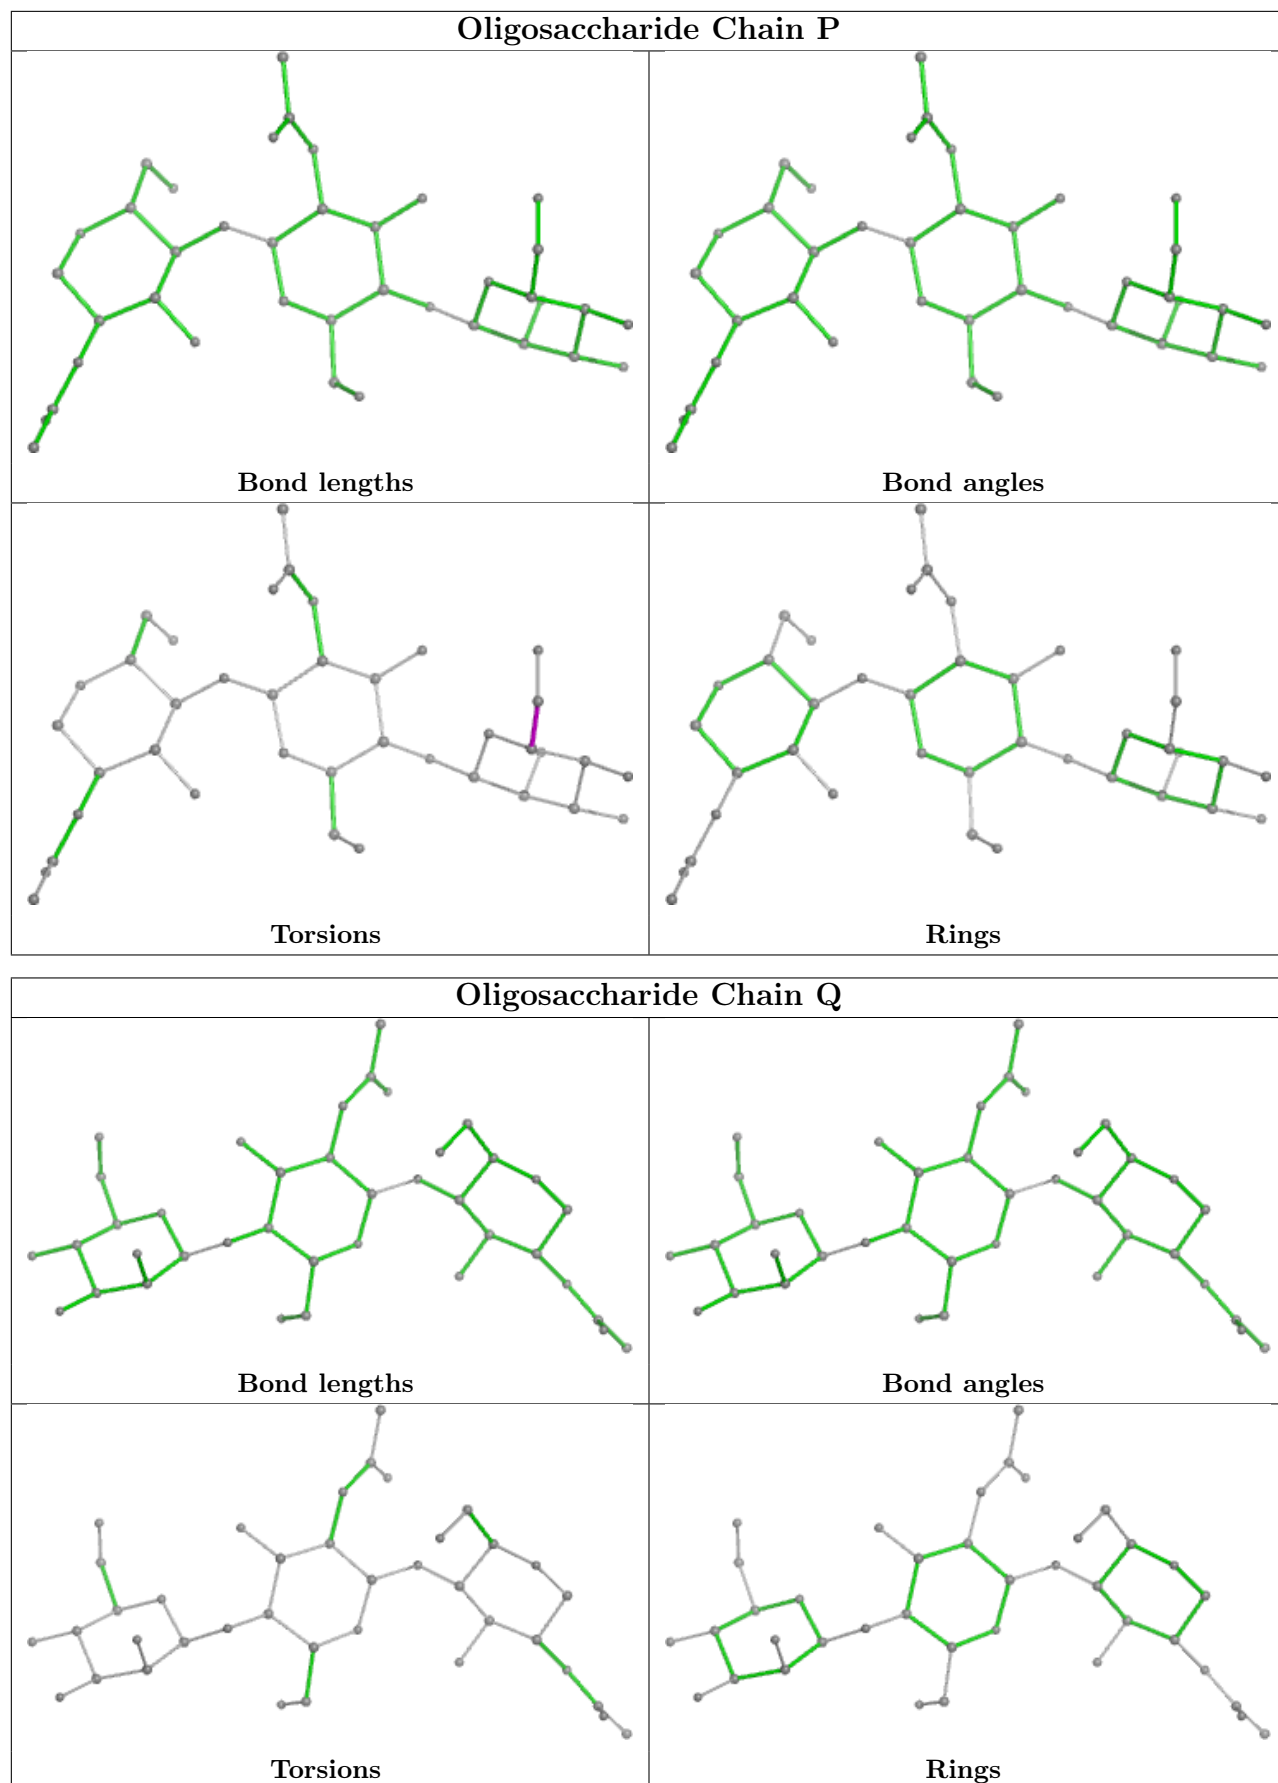 Oligosaccharide Chain P
Bond lengths
Bond angles
Torsions
Rings
Oligosaccharide Chain Q
Bond lengths
Bond angles
Torsions
Rings